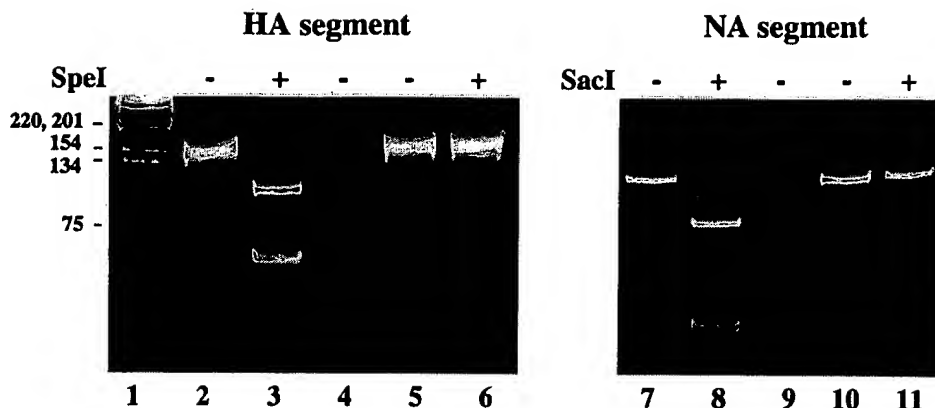 HA segment
NA segment
SpeI - + - - +
SacI - + - - +
220, 201 -
154 -
134 -
75 -
1 2 3 4 5 6
7 8 9 10 11